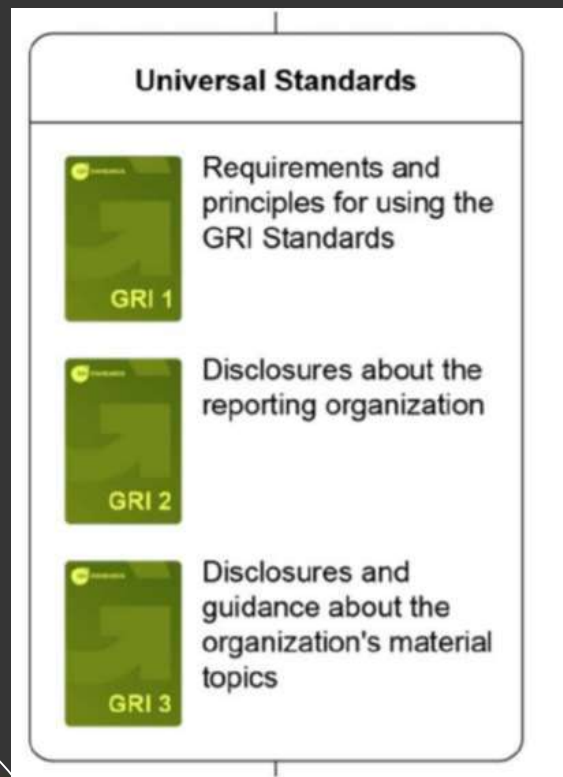 Universal Standards
Requirements and
principles for using the
GRI Standards
GRI 1
Disclosures about the
reporting organization
GRI 2
Disclosures and
guidance about the
organization's material
topics
GRI 3